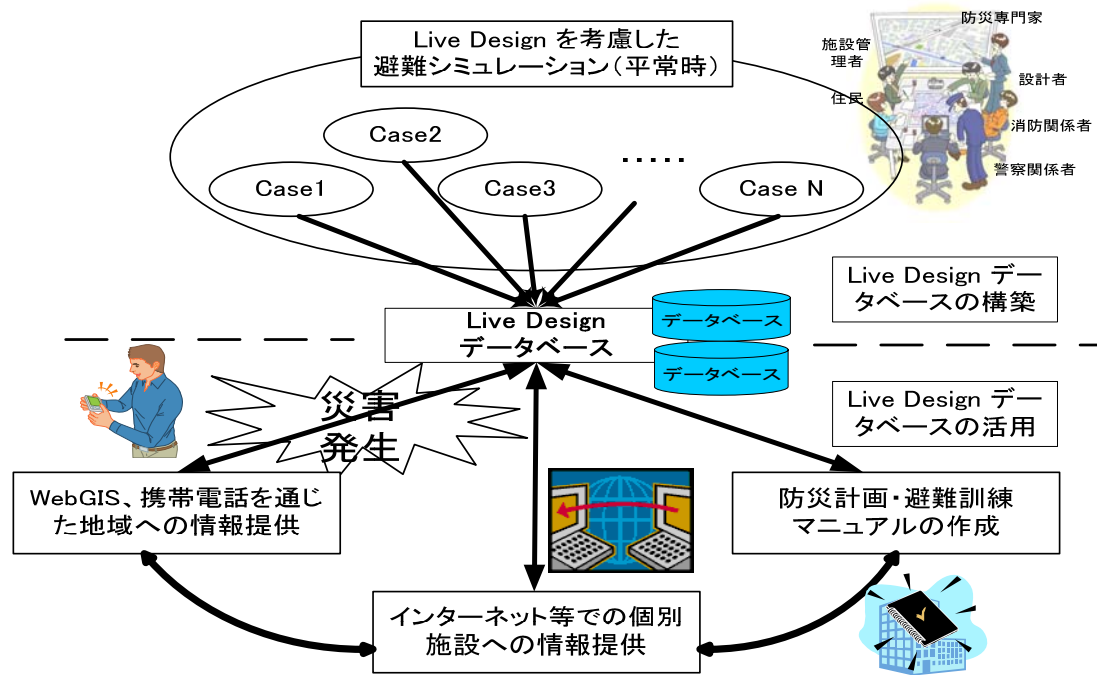 Live Design を考慮した
避難シミュレーション（平常時）
防災専門家
施設管
理者
設計者
住民
消防関係者
警察関係者
Case2
Case1
Case3
.....
Case N
Live Design デー
タベースの構築
Live Design
データベース
データベース
データベース
災害
発生
Live Design デー
タベースの活用
WebGIS、携帯電話を通じ
た地域への情報提供
防災計画・避難訓練
マニュアルの作成
インターネット等での個別
施設への情報提供